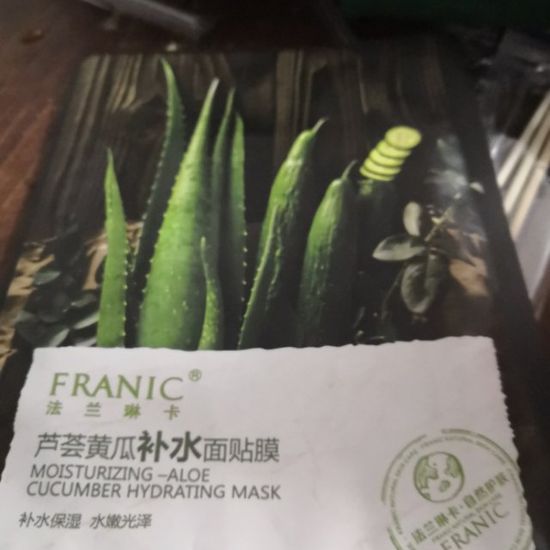 FRANIC®
法兰琳卡
芦荟黄瓜补水面贴膜
MOISTURIZING –ALOE
CUCUMBER HYDRATING MASK
补水保湿 水嫩光泽
法兰琳卡·自然护肤
FRANIC